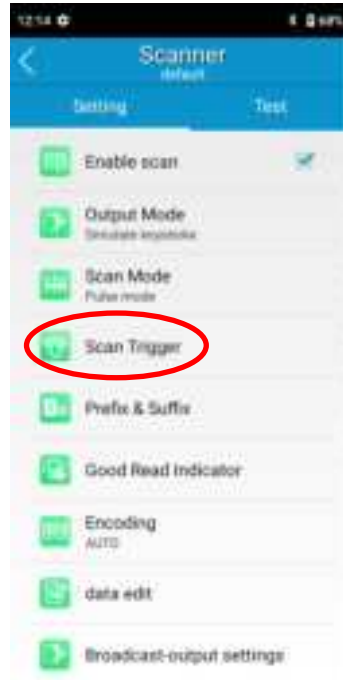 12:14
68%
Scanner
default
Setting
Test
Enable scan
Output Mode
Simulate keystroke
Scan Mode
Pulse mode
Scan Trigger
Prefix & Suffix
Good Read Indicator
Encoding
AUTO
data edit
Broadcast-output settings